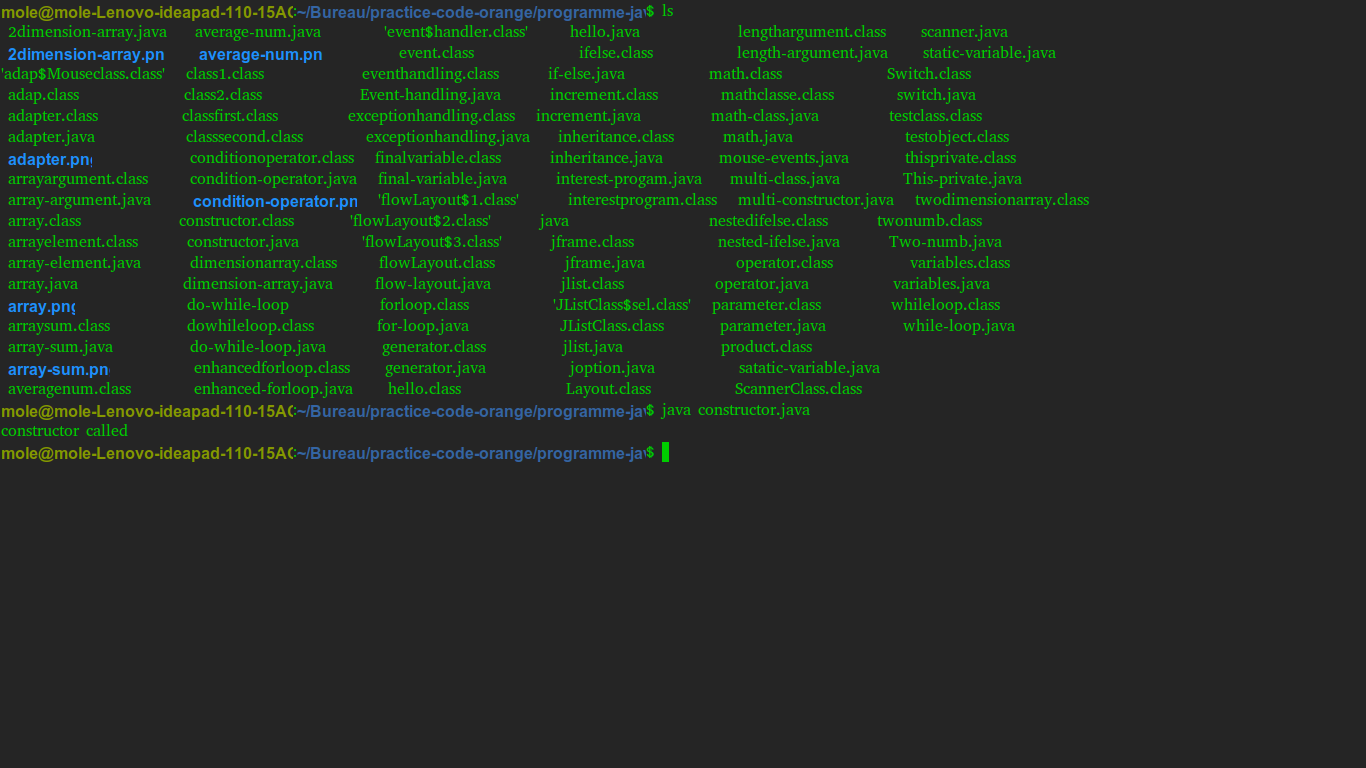 mole@mole-Lenovo-ideapad-110-15AC:~/Bureau/practice-code-orange/programme-jav$ ls
2dimension-array.java average-num.java 'event$handler.class' hello.java lengthargument.class scanner.java
2dimension-array.pn average-num.pn event.class ifelse.class length-argument.java static-variable.java
'adap$Mouseclass.class' class1.class eventhandling.class if-else.java math.class Switch.class
adap.class class2.class Event-handling.java increment.class mathclasse.class switch.java
adapter.class classfirst.class exceptionhandling.class increment.java math-class.java testclass.class
adapter.java classsecond.class exceptionhandling.java inheritance.class math.java testobject.class
adapter.png conditionoperator.class finalvariable.class inheritance.java mouse-events.java thisprivate.class
arrayargument.class condition-operator.java final-variable.java interest-progam.java multi-class.java This-private.java
array-argument.java condition-operator.pn 'flowLayout$1.class' interestprogram.class multi-constructor.java twodimensionarray.class
array.class constructor.class 'flowLayout$2.class' java nestedifelse.class twonumb.class
arrayelement.class constructor.java 'flowLayout$3.class' jframe.class nested-ifelse.java Two-numb.java
array-element.java dimensionarray.class flowLayout.class jframe.java operator.class variables.class
array.java dimension-array.java flow-layout.java jlist.class operator.java variables.java
array.png do-while-loop forloop.class 'JListClass$sel.class' parameter.class whileloop.class
arraysum.class dowhileloop.class for-loop.java JListClass.class parameter.java while-loop.java
array-sum.java do-while-loop.java generator.class jlist.java product.class
array-sum.pn enhancedforloop.class generator.java joption.java satatic-variable.java
averagenum.class enhanced-forloop.java hello.class Layout.class ScannerClass.class
mole@mole-Lenovo-ideapad-110-15AC:~/Bureau/practice-code-orange/programme-jav$ java constructor.java
constructor called
mole@mole-Lenovo-ideapad-110-15AC:~/Bureau/practice-code-orange/programme-jav$